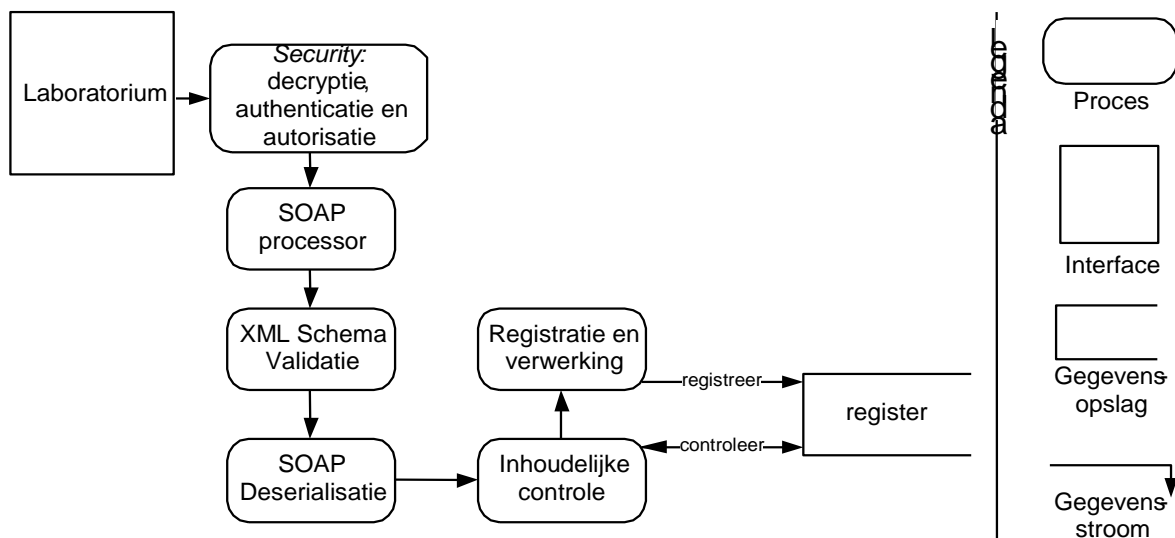 Laboratorium
Security:
decryptie,
authenticatie en
autorisatie
SOAP
processor
XML Schema
Validatie
SOAP
Deserialisatie
Registratie en
verwerking
Inhoudelijke
controle
registreer
controleer
register
Proces
Interface
Gegevens-
opslag
Gegevens-
stroom